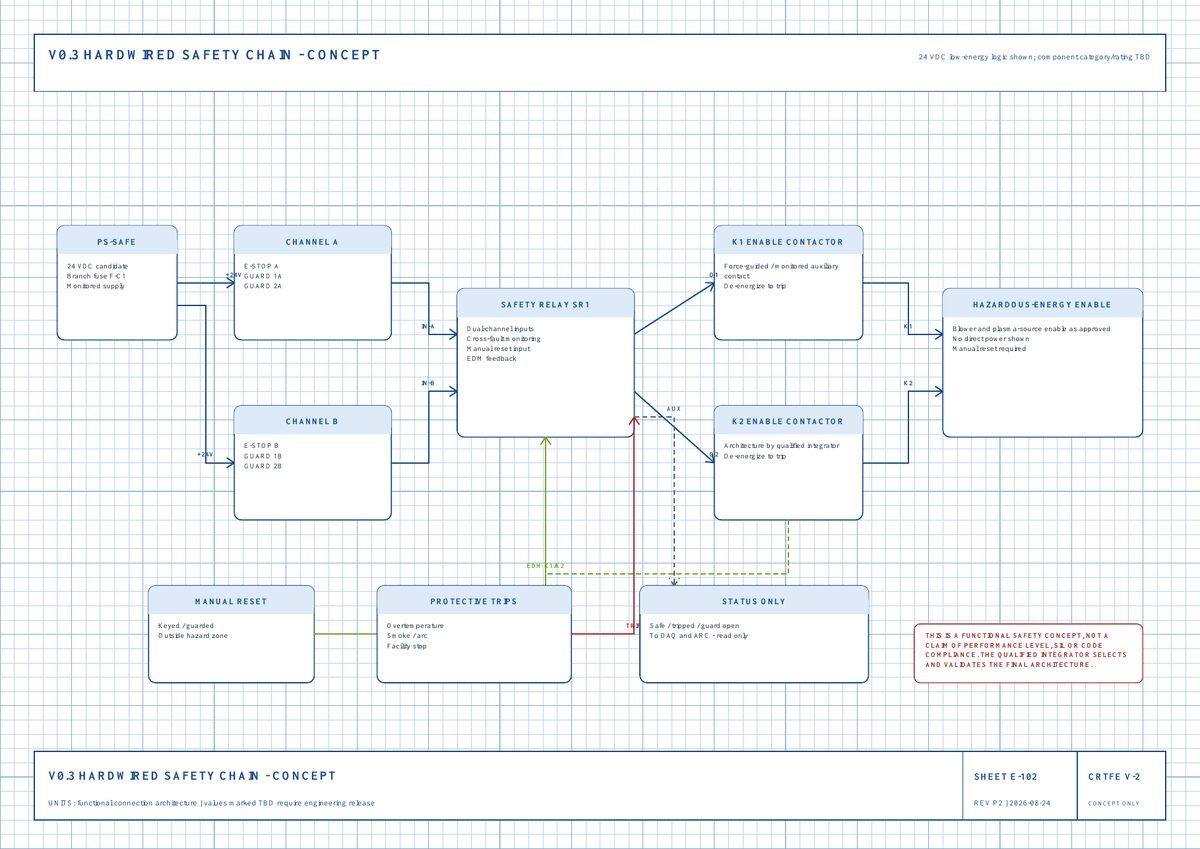 V0.3 HARDWIRED SAFETY CHAIN - CONCEPT
24 VDC low-energy logic shown; component category/rating TBD
PS-SAFE
24 VDC candidate
Branch fuse F-C1
Monitored supply
+24V
+24V
CHANNEL A
E-STOP A
GUARD 1A
GUARD 2A
CHANNEL B
E-STOP B
GUARD 1B
GUARD 2B
IN-A
IN-B
SAFETY RELAY SR1
Dual-channel inputs
Cross-fault monitoring
Manual reset input
EDM feedback
AUX
K1 ENABLE CONTACTOR
Force-guided / monitored auxiliary
contact
De-energize to trip
K2 ENABLE CONTACTOR
Architecture by qualified integrator
De-energize to trip
K1
K2
HAZARDOUS-ENERGY ENABLE
Blower and plasma-source enable as approved
No direct power shown
Manual reset required
EDM K1/K2
MANUAL RESET
Keyed / guarded
Outside hazard zone
PROTECTIVE TRIPS
Overtemperature
Smoke / arc
Facility stop
STATUS ONLY
Safe / tripped / guard open
To DAQ and ARC - read only
THIS IS A FUNCTIONAL SAFETY CONCEPT, NOT A
CLAIM OF PERFORMANCE LEVEL, SIL OR CODE
COMPLIANCE. THE QUALIFIED INTEGRATOR SELECTS
AND VALIDATES THE FINAL ARCHITECTURE.
V0.3 HARDWIRED SAFETY CHAIN - CONCEPT
UNITS: functional connection architecture | values marked TBD require engineering release
SHEET E-102
REV P2 | 2026-08-24
CRTFE V-2
CONCEPT ONLY